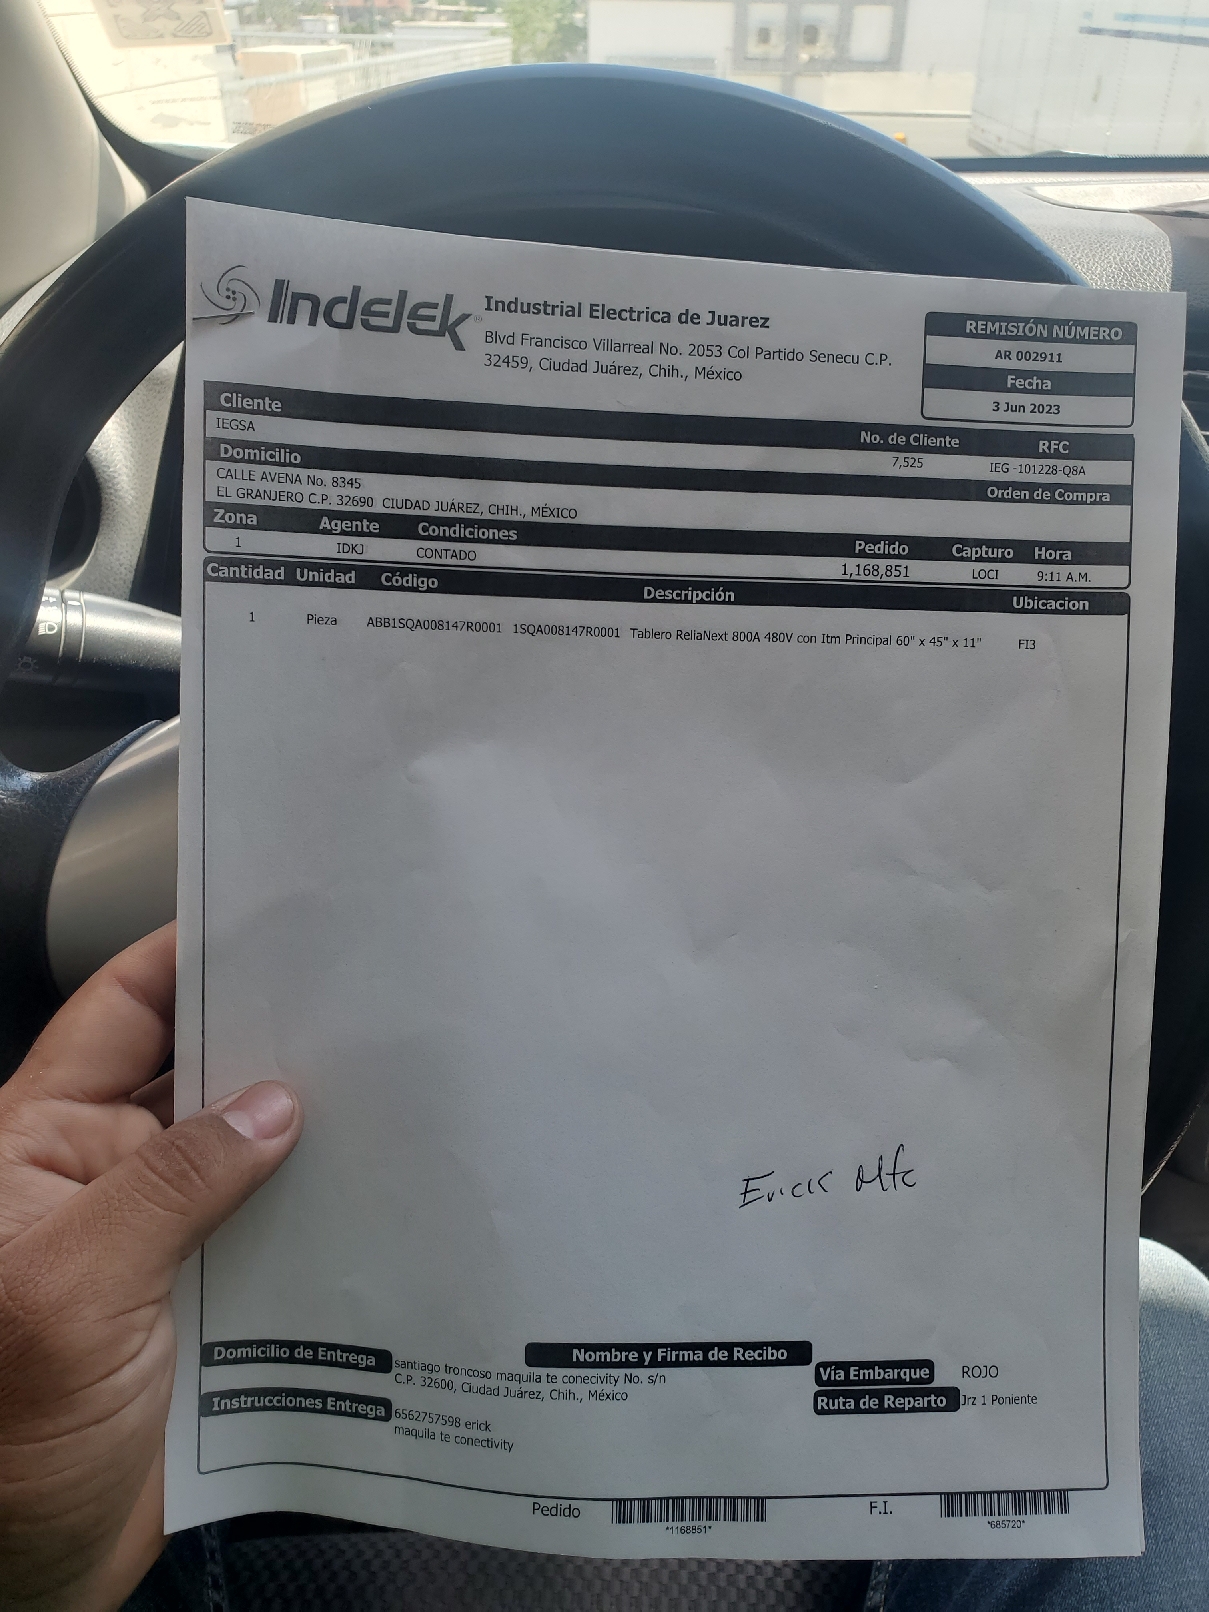 Indelek
Industrial Electrica de Juarez
Blvd Francisco Villarreal No. 2053 Col Partido Senecu C.P.
32459, Ciudad Juárez, Chih., México
REMISIÓN NÚMERO
AR 002911
Fecha
3 Jun 2023
Cliente No. de Cliente RFC
IEGSA 7,525 IEG -101228-Q8A
Domicilio Orden de Compra
CALLE AVENA No. 8345
EL GRANJERO C.P. 32690 CIUDAD JUÁREZ, CHIH., MÉXICO
Zona Agente Condiciones Pedido Capturo Hora
1 IDKJ CONTADO 1,168,851 LOCI 9:11 A.M.
Cantidad Unidad Código Descripción Ubicacion
1 Pieza ABB1SQA008147R0001 1SQA008147R0001 Tablero ReliaNext 800A 480V con Itm Principal 60" x 45" x 11" FI3
Erick
Domicilio de Entrega santiago troncoso maquila te conecivity No. s/n
C.P. 32600, Ciudad Juárez, Chih., México
Nombre y Firma de Recibo
Vía Embarque ROJO
Ruta de Reparto Jrz 1 Poniente
Instrucciones Entrega 6562757598 erick
maquila te conectivity
Pedido *1168851* F.I. *685720*